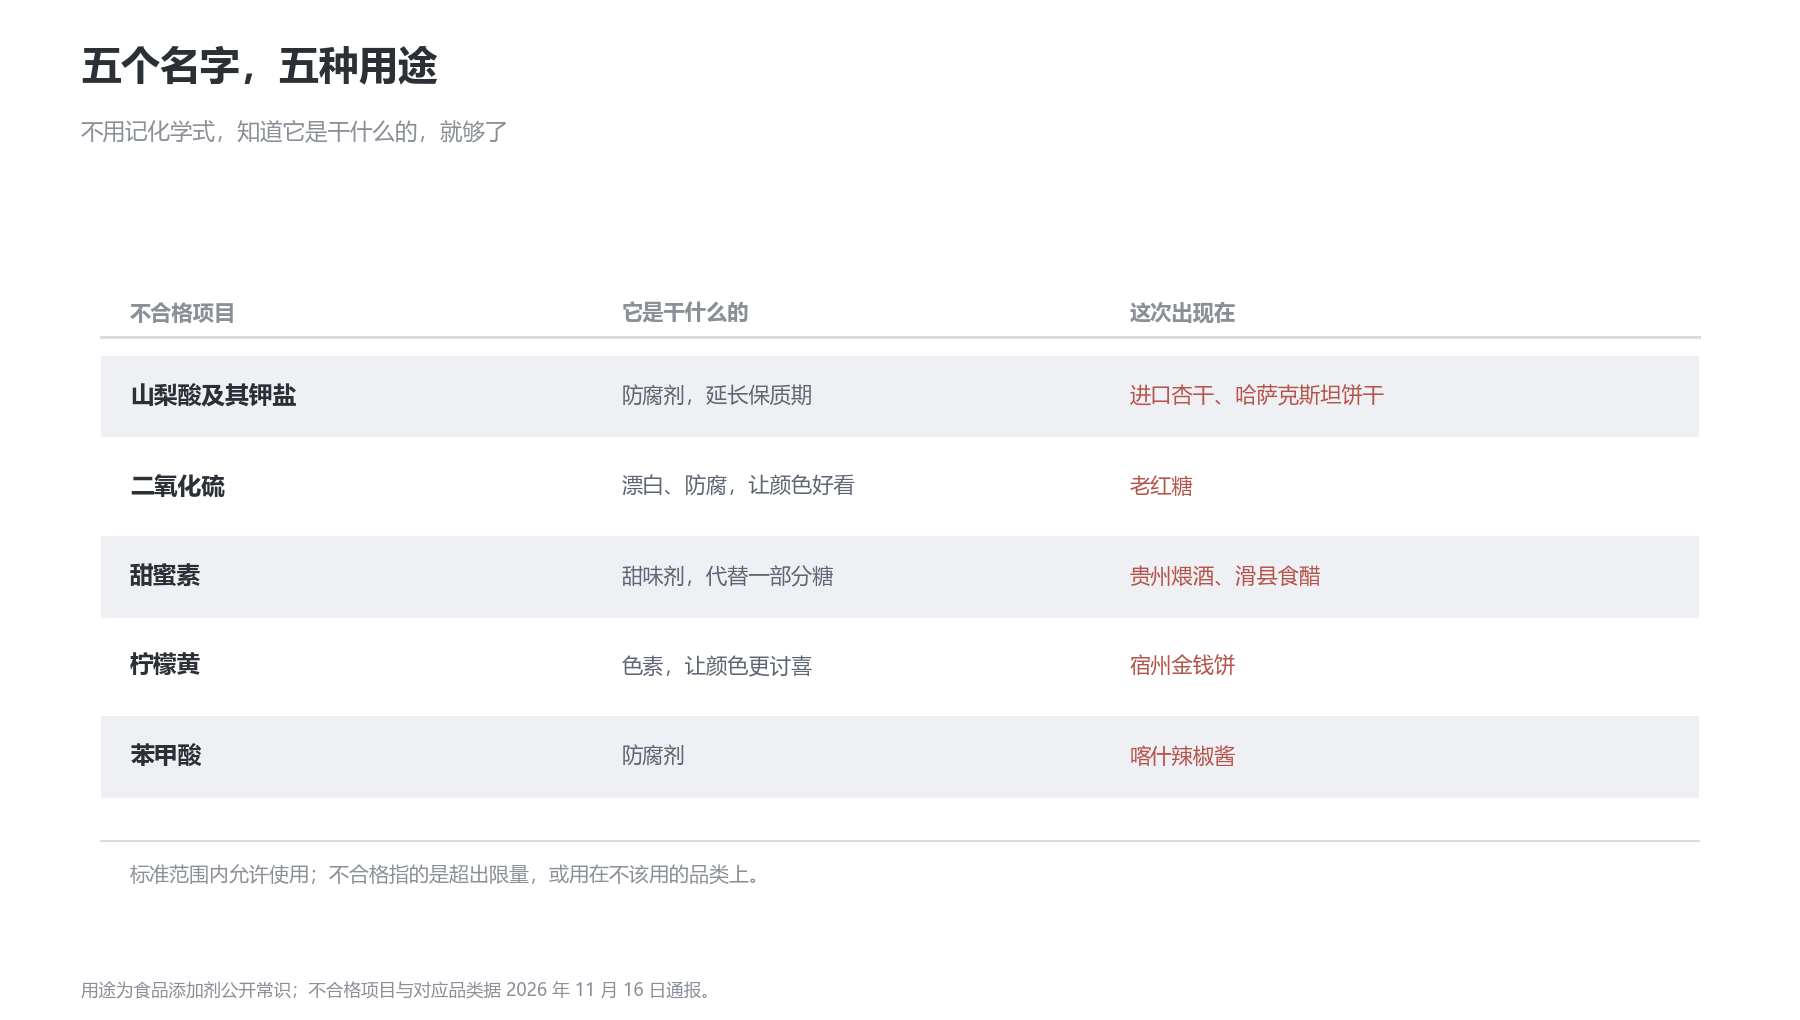 五个名字，五种用途
不用记化学式，知道它是干什么的，就够了
不合格项目 它是干什么的 这次出现在
山梨酸及其钾盐 防腐剂，延长保质期 进口杏干、哈萨克斯坦饼干
二氧化硫 漂白、防腐，让颜色好看 老红糖
甜蜜素 甜味剂，代替一部分糖 贵州煨酒、滑县食醋
柠檬黄 色素，让颜色更讨喜 宿州金钱饼
苯甲酸 防腐剂 喀什辣椒酱
标准范围内允许使用；不合格指的是超出限量，或用在不该用的品类上。
用途为食品添加剂公开常识；不合格项目与对应品类据 2026 年 11 月 16 日通报。